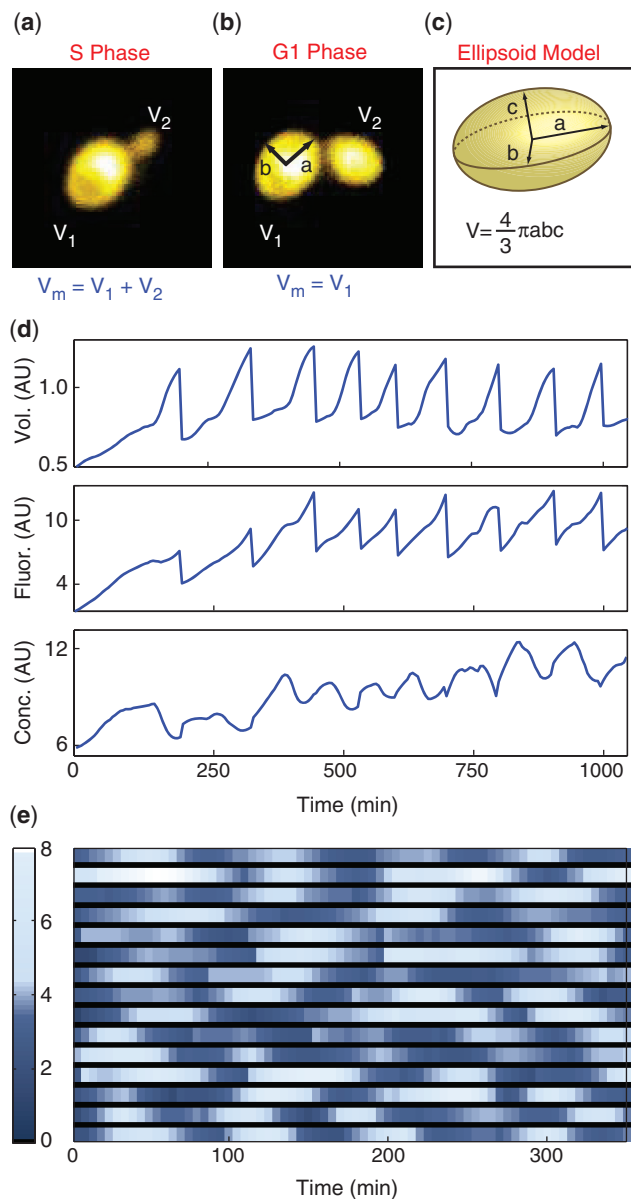 (a)
S Phase
V2
V1
Vm = V1 + V2
(b)
G1 Phase
V2
b
a
V1
Vm = V1
(c)
Ellipsoid Model
c
a
b
V=4/3 πabc
(d)
Vol. (AU)
1.0
0.5
Fluor. (AU)
10
4
Conc. (AU)
12
6
0 250 500 750 1000
Time (min)
(e)
8
6
4
2
0
0 100 200 300
Time (min)